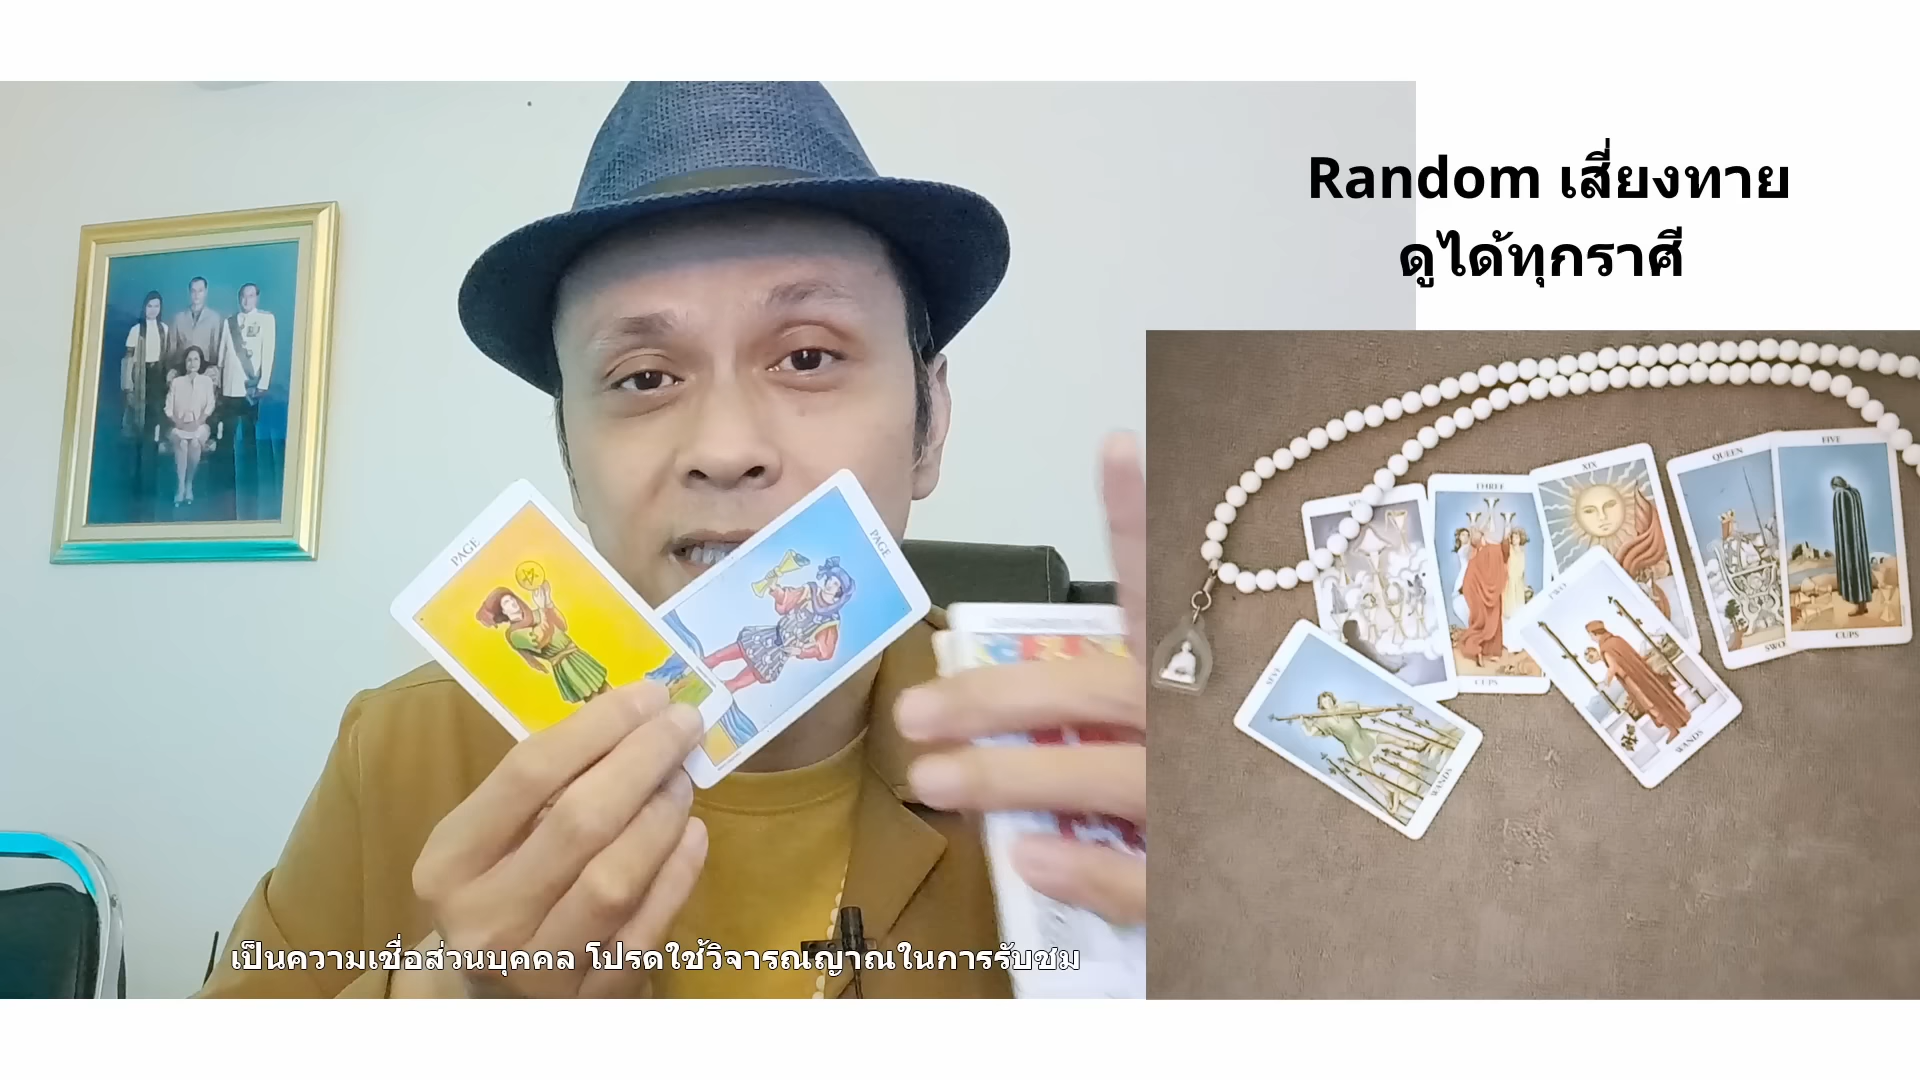 Random เสี่ยงทาย
ดูได้ทุกราศี
PAGE
PAGE
THREE
CUPS
XIX
QUEEN
FIVE
CUPS
WANDS
WANDS
เป็นความเชื่อส่วนบุคคล โปรดใช้วิจารณญาณในการรับชม